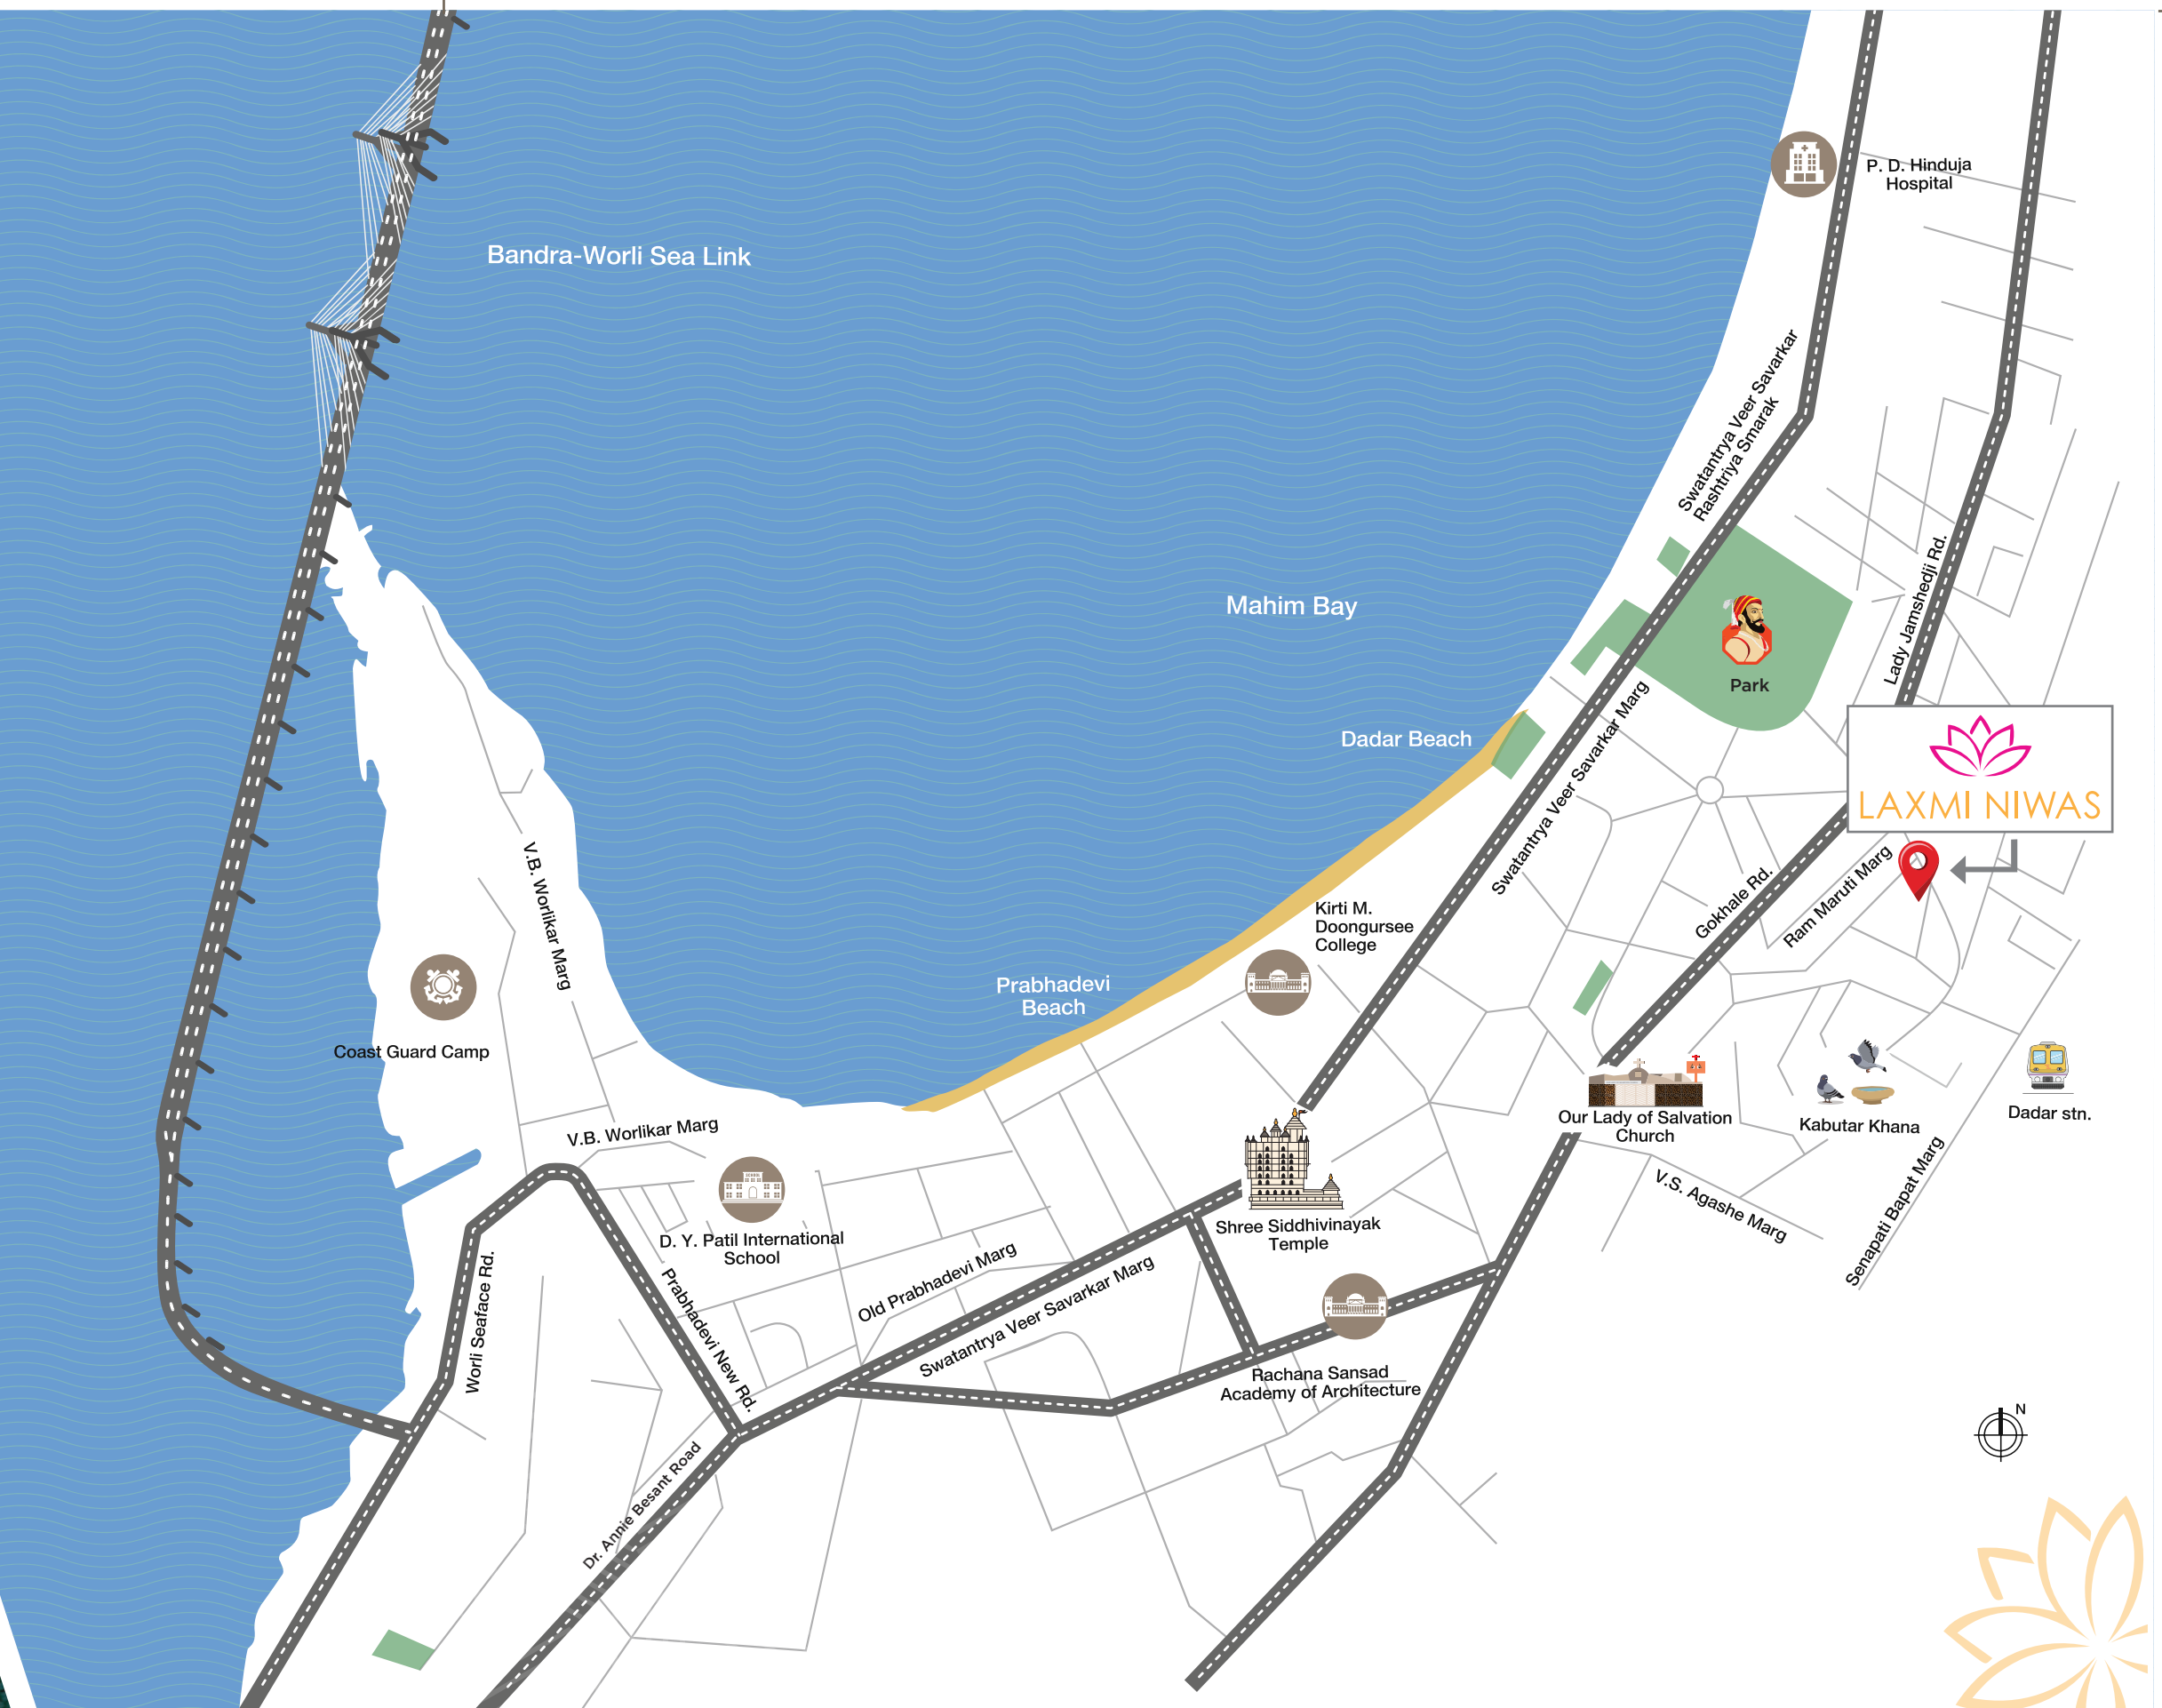 P. D. Hinduja
Hospital
Bandra-Worli Sea Link
Swatantrya Veer Savarkar
Rashtriya Smarak
Mahim Bay
Lady Jamshedji Rd.
Park
Dadar Beach
Swatantrya Veer Savarkar Marg
LAXMI NIWAS
V.B. Worlikar Marg
Gokhale Rd.
Ram Maruti Marg
Kirti M.
Doongursee
College
Prabhadevi
Beach
Coast Guard Camp
Our Lady of Salvation
Church
Kabutar Khana
Dadar stn.
V.B. Worlikar Marg
SCHOOL
D. Y. Patil International
School
Shree Siddhivinayak
Temple
V.S. Agashe Marg
Senapati Bapat Marg
Worli Seaface Rd.
Prabhadevi New Rd.
Old Prabhadevi Marg
Swatantrya Veer Savarkar Marg
Rachana Sansad
Academy of Architecture
Dr. Annie Besant Road
N